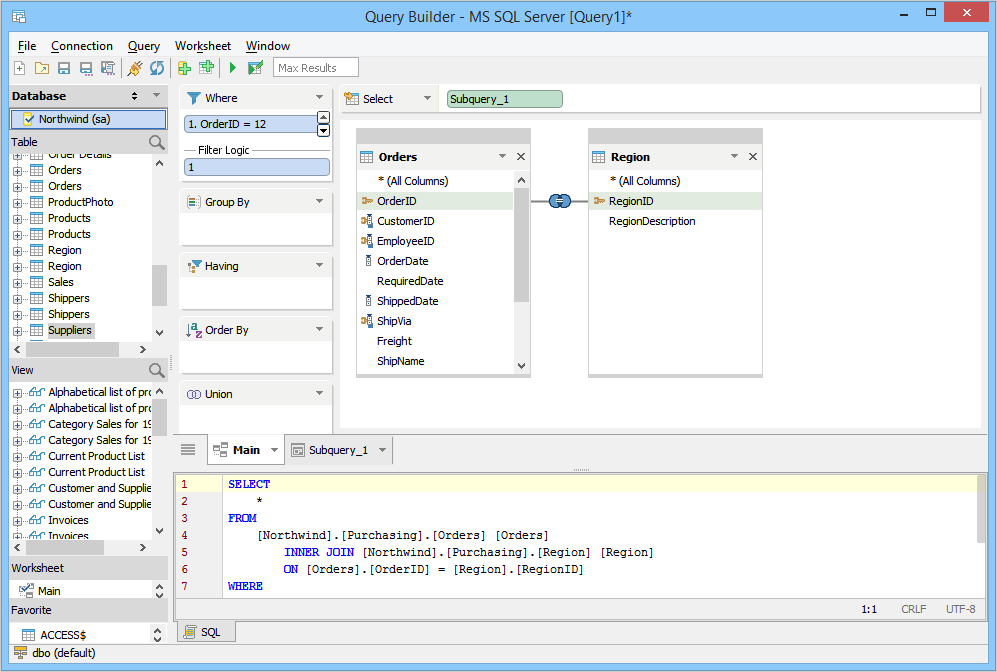 Query Builder - MS SQL Server [Query1]*
File Connection Query Worksheet Window
Max Results
Database
Northwind (sa)
Table
Order Details
Orders
Orders
ProductPhoto
Products
Products
Region
Region
Sales
Shippers
Shippers
Suppliers
View
Alphabetical list of pro
Alphabetical list of pro
Category Sales for 19
Category Sales for 19
Current Product List
Current Product List
Customer and Supplie
Customer and Supplie
Invoices
Invoices
Worksheet
Main
Favorite
ACCESS$
dbo (default)
Where
1. OrderID = 12
Filter Logic
1
Group By
Having
Order By
Union
Select
Subquery_1
Orders
* (All Columns)
OrderID
CustomerID
EmployeeID
OrderDate
RequiredDate
ShippedDate
ShipVia
Freight
ShipName
Region
* (All Columns)
RegionID
RegionDescription
Main Subquery_1
1 SELECT
2 *
3 FROM
4 [Northwind].[Purchasing].[Orders] [Orders]
5 INNER JOIN [Northwind].[Purchasing].[Region] [Region]
6 ON [Orders].[OrderID] = [Region].[RegionID]
7 WHERE
1:1 CRLF UTF-8
SQL